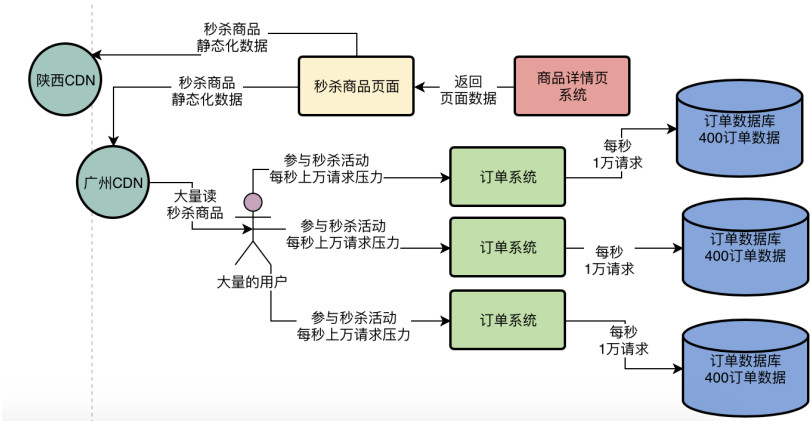 秒杀商品
静态化数据
陕西CDN
秒杀商品
静态化数据
秒杀商品页面
返回
页面数据
商品详情页
系统
广州CDN
大量读
秒杀商品
参与秒杀活动
每秒上万请求压力
订单系统
每秒
1万请求
订单数据库
400订单数据
参与秒杀活动
每秒上万请求压力
订单系统
每秒
1万请求
订单数据库
400订单数据
大量的用户
参与秒杀活动
每秒上万请求压力
订单系统
每秒
1万请求
订单数据库
400订单数据